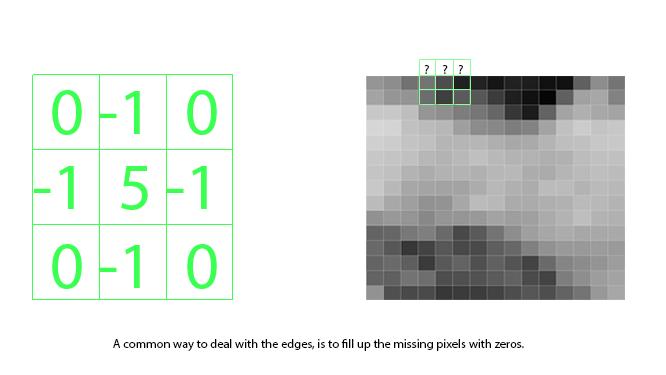 ? ? ?
0 -1 0
-1 5 -1
0 -1 0
A common way to deal with the edges, is to fill up the missing pixels with zeros.